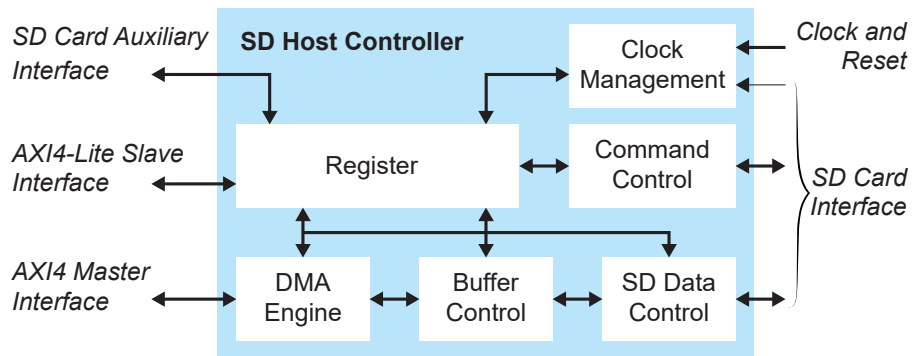 SD Card Auxiliary
Interface
SD Host Controller
Clock
Management
Clock and
Reset
AXI4-Lite Slave
Interface
Register
Command
Control
SD Card
Interface
AXI4 Master
Interface
DMA
Engine
Buffer
Control
SD Data
Control